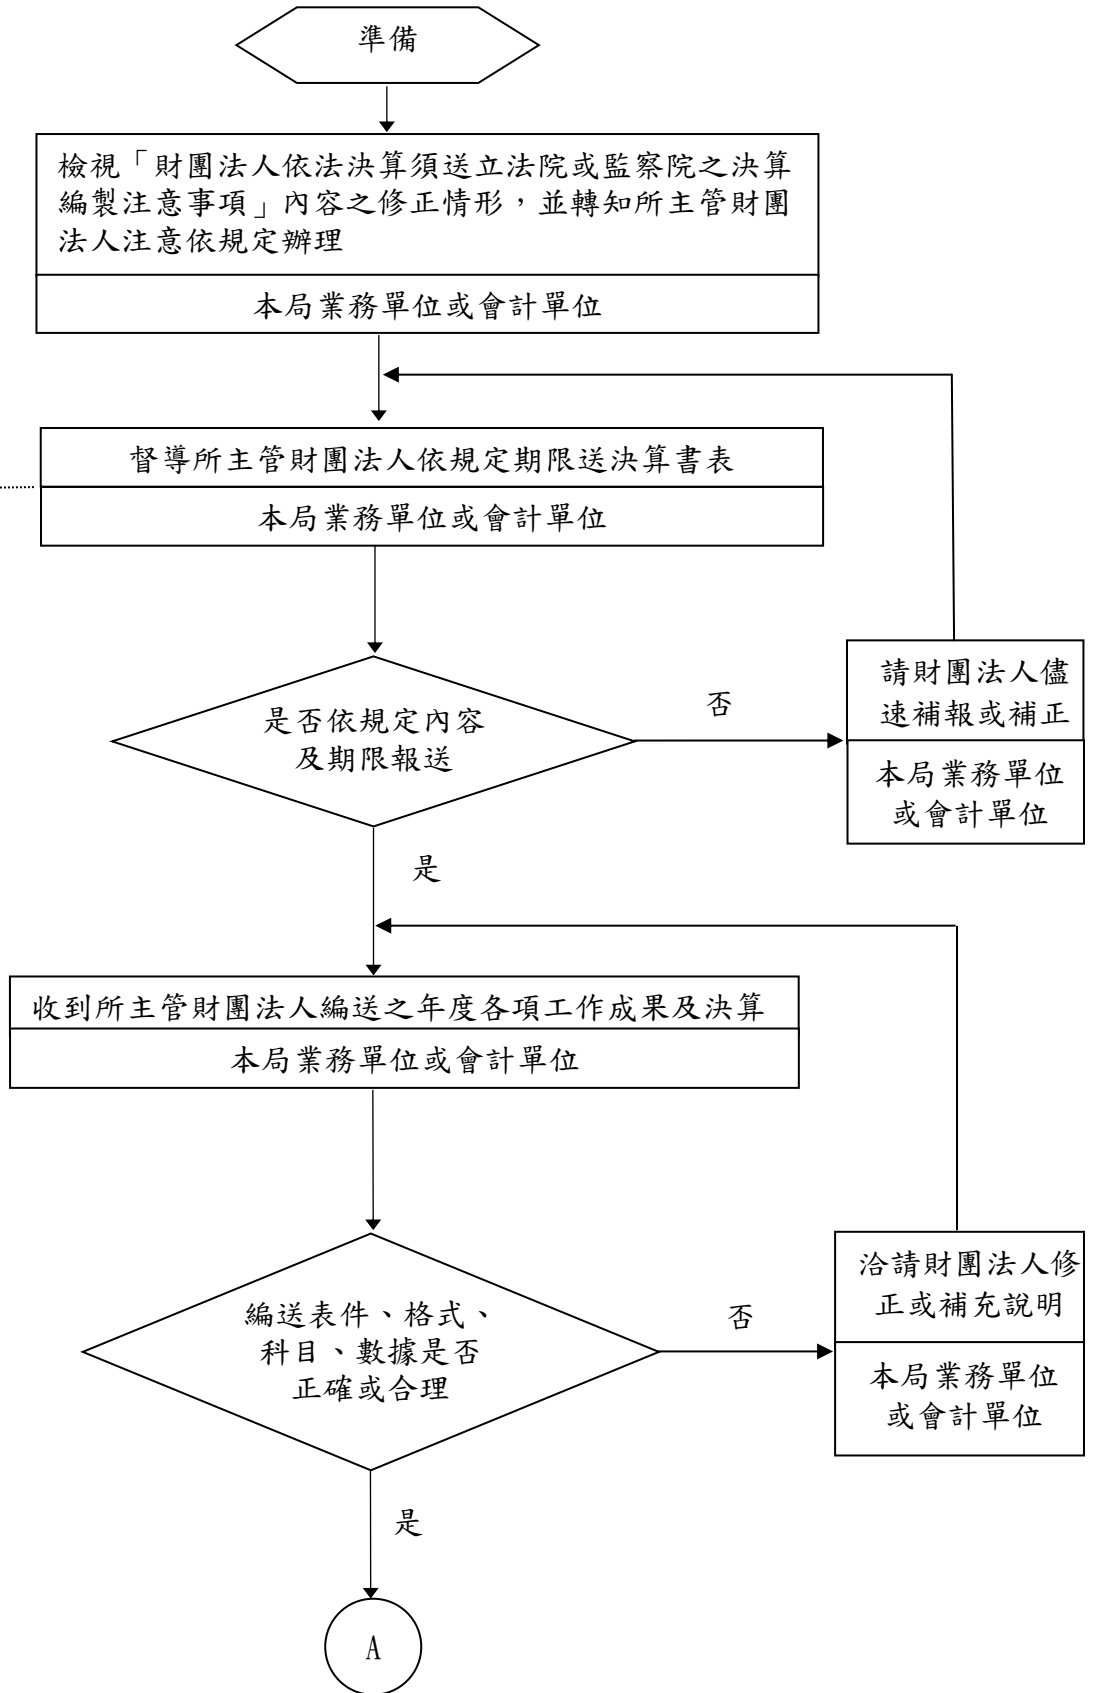 準備
檢視「財團法人依法決算須送立法院或監察院之決算
編製注意事項」內容之修正情形，並轉知所主管財團
法人注意依規定辦理
本局業務單位或會計單位
督導所主管財團法人依規定期限送決算書表
本局業務單位或會計單位
是否依規定內容
及期限報送
否
請財團法人儘
速補報或補正
本局業務單位
或會計單位
是
收到所主管財團法人編送之年度各項工作成果及決算
本局業務單位或會計單位
編送表件、格式、
科目、數據是否
正確或合理
否
洽請財團法人修
正或補充說明
本局業務單位
或會計單位
是
A